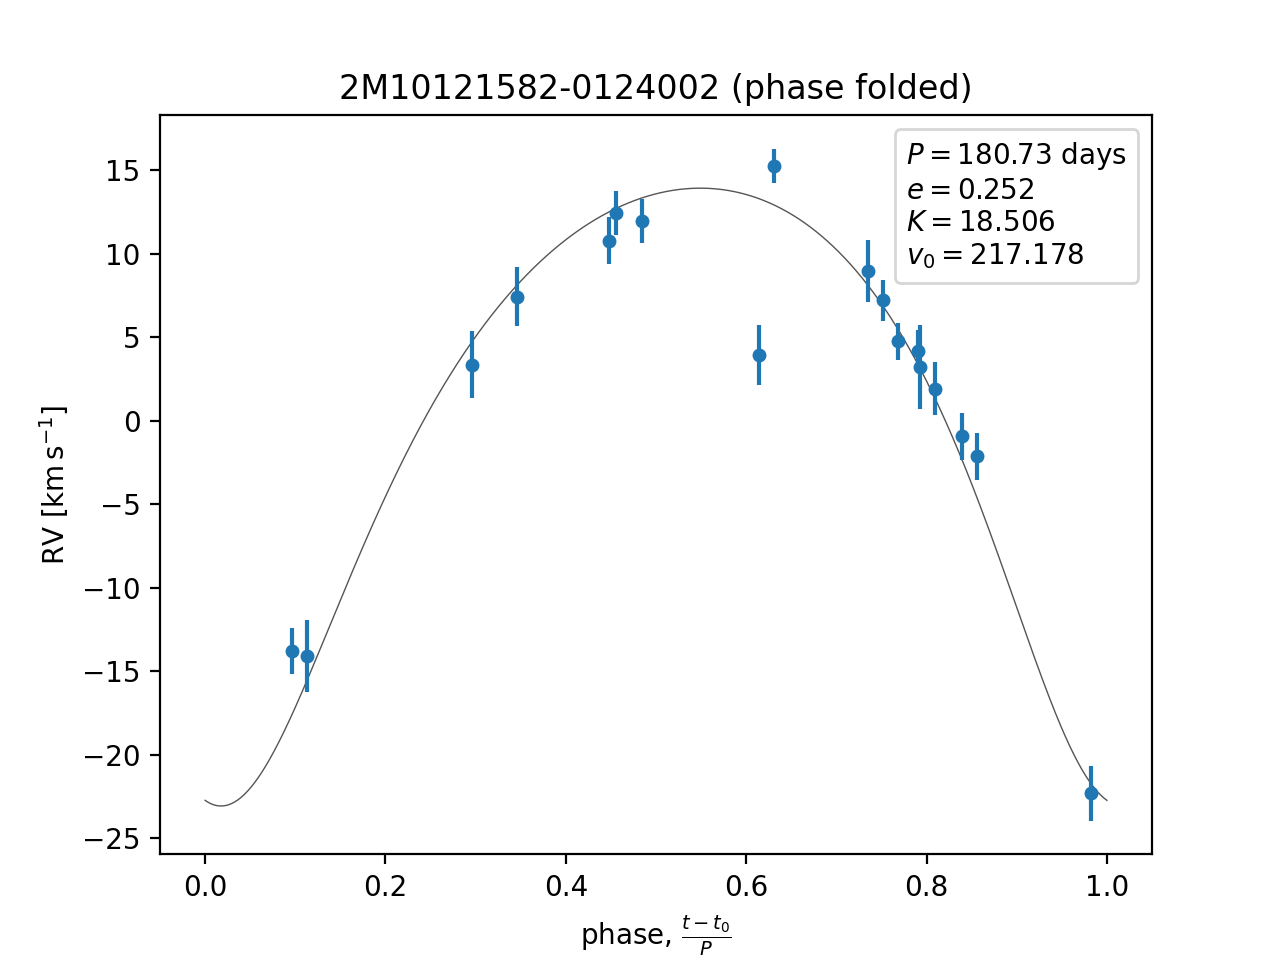 2M10121582-0124002 (phase folded)
P = 180.73 days
e = 0.252
K = 18.506
v₀ = 217.178
RV [km s⁻¹]
15
10
5
0
−5
−10
−15
−20
−25
0.0 0.2 0.4 0.6 0.8 1.0
phase, (t − t₀)/P